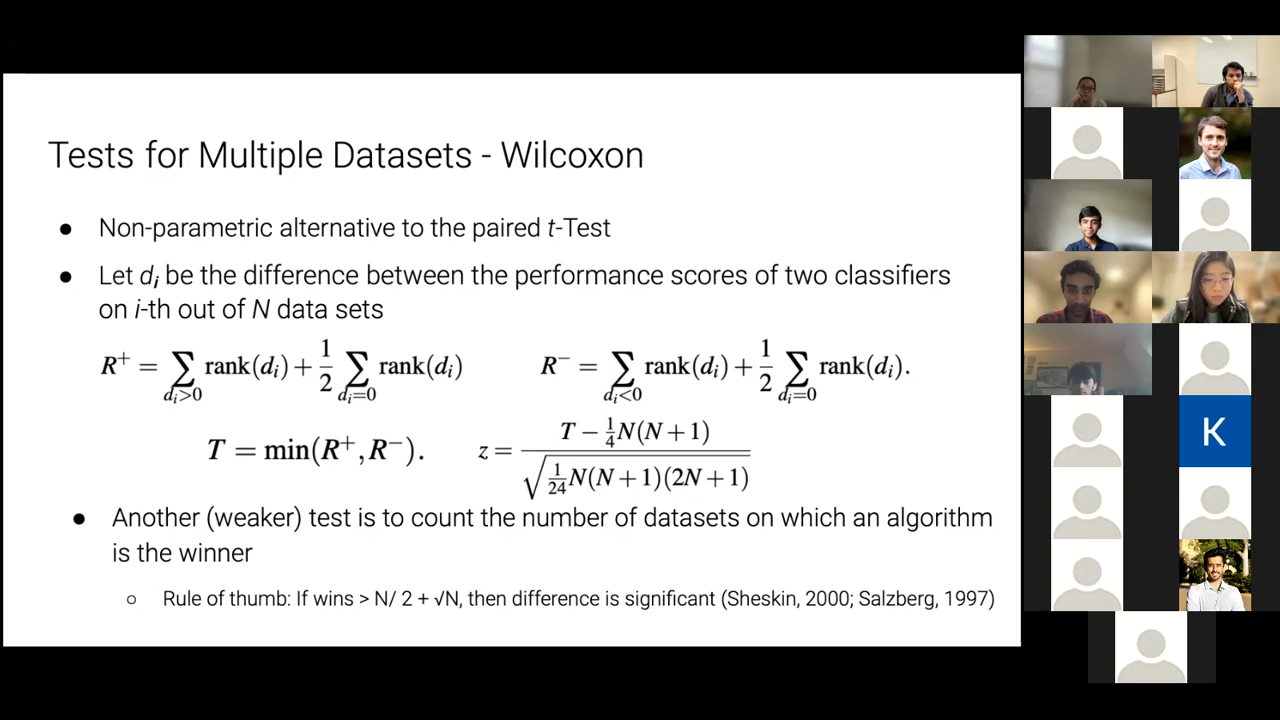 Tests for Multiple Datasets - Wilcoxon
● Non-parametric alternative to the paired t-Test
● Let dᵢ be the difference between the performance scores of two classifiers
on i-th out of N data sets
R⁺ = ∑_{dᵢ>0} rank(dᵢ) + 1/2 ∑_{dᵢ=0} rank(dᵢ) R⁻ = ∑_{dᵢ<0} rank(dᵢ) + 1/2 ∑_{dᵢ=0} rank(dᵢ).
T = min(R⁺, R⁻). z = (T − 1/4 N(N+1)) / √(1/24 N(N+1)(2N+1))
● Another (weaker) test is to count the number of datasets on which an algorithm
is the winner
○ Rule of thumb: If wins > N/ 2 + √N, then difference is significant (Sheskin, 2000; Salzberg, 1997)
K